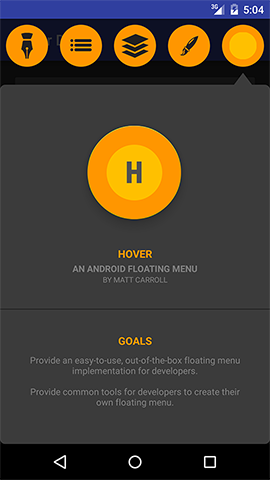 3G 5:04
H
HOVER
AN ANDROID FLOATING MENU
BY MATT CARROLL
GOALS
Provide an easy-to-use, out-of-the-box floating menu
implementation for developers.
Provide common tools for developers to create their
own floating menu.